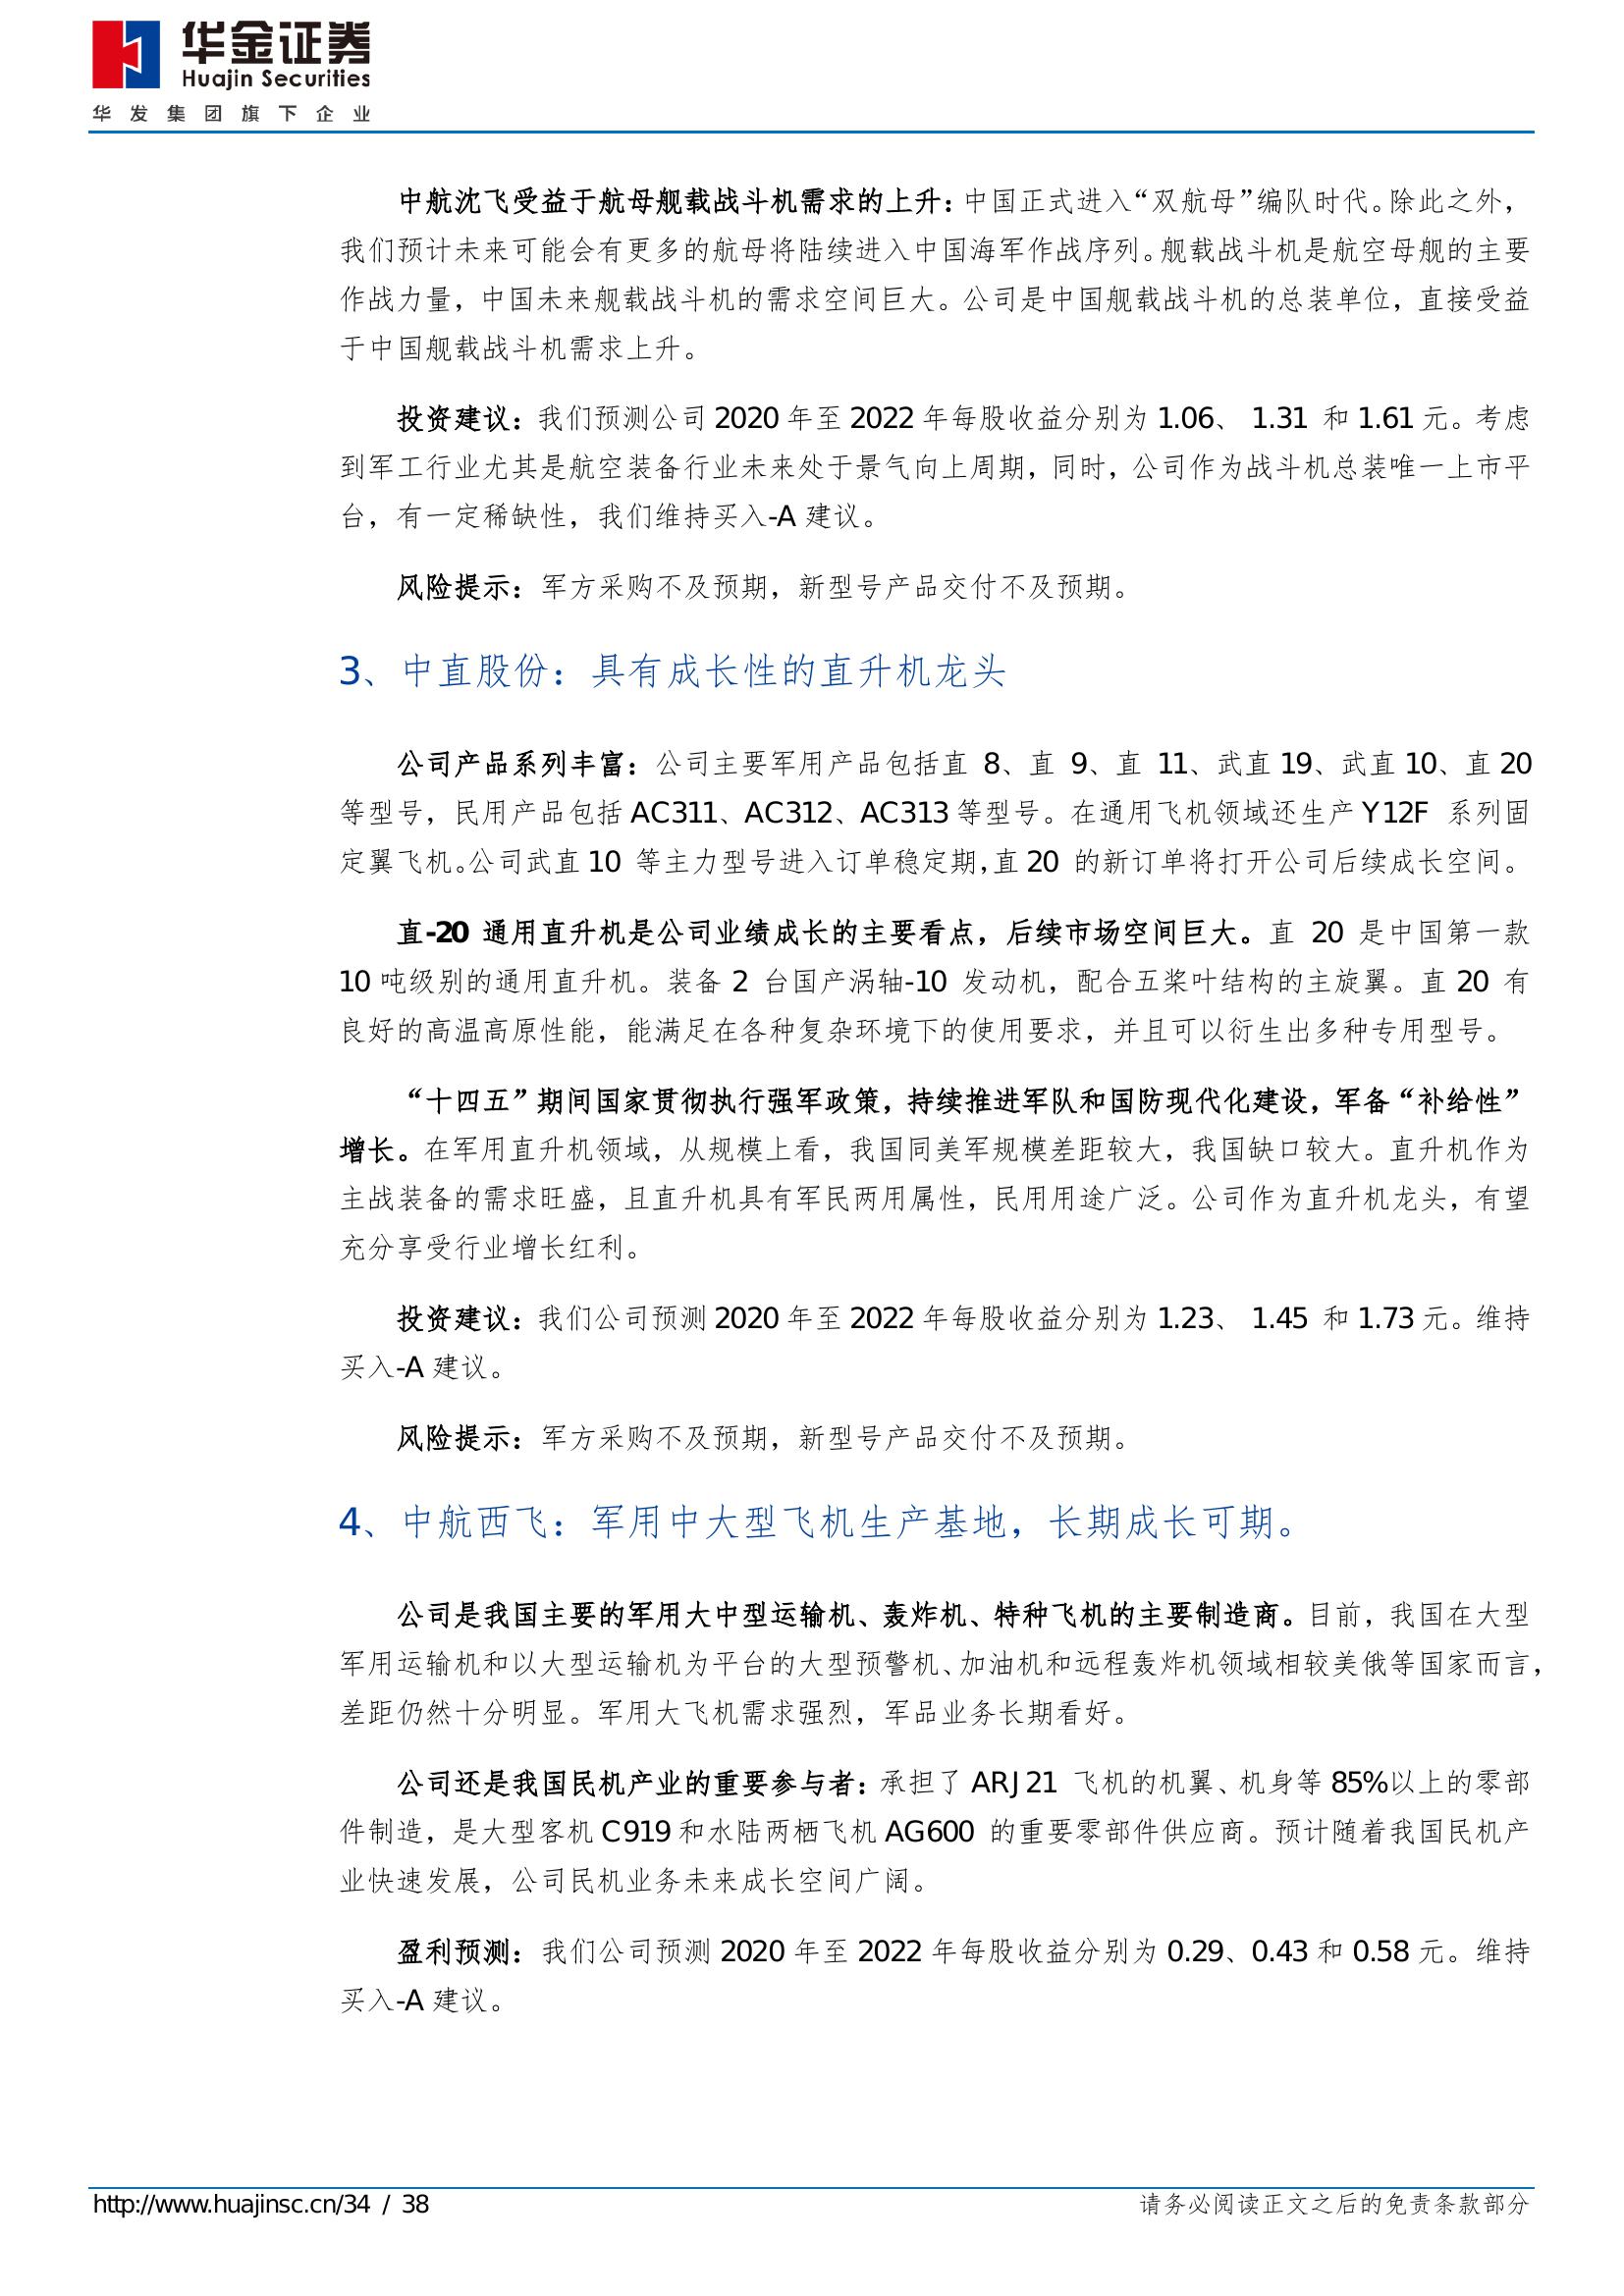 华金证券
Huajin Securities
华发集团旗下企业
中航沈飞受益于航母舰载战斗机需求的上升：中国正式进入“双航母”编队时代。除此之外，
我们预计未来可能会有更多的航母将陆续进入中国海军作战序列。舰载战斗机是航空母舰的主要
作战力量，中国未来舰载战斗机的需求空间巨大。公司是中国舰载战斗机的总装单位，直接受益
于中国舰载战斗机需求上升。
投资建议：我们预测公司 2020 年至 2022 年每股收益分别为 1.06、 1.31 和 1.61 元。考虑
到军工行业尤其是航空装备行业未来处于景气向上周期，同时，公司作为战斗机总装唯一上市平
台，有一定稀缺性，我们维持买入-A 建议。
风险提示：军方采购不及预期，新型号产品交付不及预期。
3、中直股份：具有成长性的直升机龙头
公司产品系列丰富：公司主要军用产品包括直 8、直 9、直 11、武直 19、武直 10、直 20
等型号，民用产品包括 AC311、AC312、AC313 等型号。在通用飞机领域还生产 Y12F 系列固
定翼飞机。公司武直 10 等主力型号进入订单稳定期，直 20 的新订单将打开公司后续成长空间。
直-20 通用直升机是公司业绩成长的主要看点，后续市场空间巨大。直 20 是中国第一款
10 吨级别的通用直升机。装备 2 台国产涡轴-10 发动机，配合五桨叶结构的主旋翼。直 20 有
良好的高温高原性能，能满足在各种复杂环境下的使用要求，并且可以衍生出多种专用型号。
“十四五”期间国家贯彻执行强军政策，持续推进军队和国防现代化建设，军备“补给性”
增长。在军用直升机领域，从规模上看，我国同美军规模差距较大，我国缺口较大。直升机作为
主战装备的需求旺盛，且直升机具有军民两用属性，民用用途广泛。公司作为直升机龙头，有望
充分享受行业增长红利。
投资建议：我们公司预测 2020 年至 2022 年每股收益分别为 1.23、 1.45 和 1.73 元。维持
买入-A 建议。
风险提示：军方采购不及预期，新型号产品交付不及预期。
4、中航西飞：军用中大型飞机生产基地，长期成长可期。
公司是我国主要的军用大中型运输机、轰炸机、特种飞机的主要制造商。目前，我国在大型
军用运输机和以大型运输机为平台的大型预警机、加油机和远程轰炸机领域相较美俄等国家而言，
差距仍然十分明显。军用大飞机需求强烈，军品业务长期看好。
公司还是我国民机产业的重要参与者：承担了 ARJ21 飞机的机翼、机身等 85%以上的零部
件制造，是大型客机 C919 和水陆两栖飞机 AG600 的重要零部件供应商。预计随着我国民机产
业快速发展，公司民机业务未来成长空间广阔。
盈利预测：我们公司预测 2020 年至 2022 年每股收益分别为 0.29、0.43 和 0.58 元。维持
买入-A 建议。
http://www.huajinsc.cn/34 / 38
请务必阅读正文之后的免责条款部分